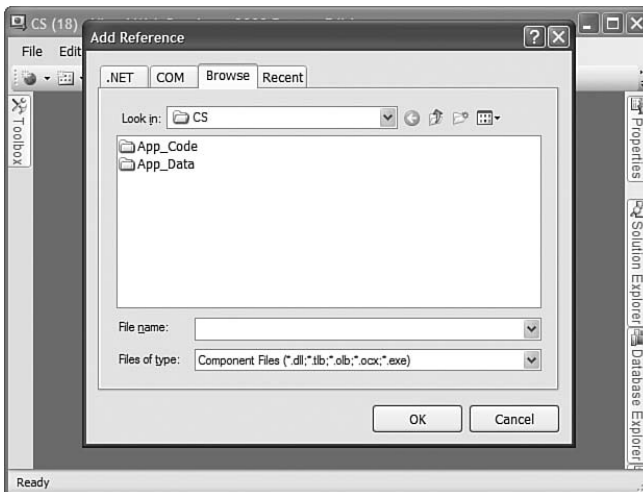 CS (18)
Add Reference
File Edit
.NET COM Browse Recent
Look in: CS
App_Code
App_Data
File name:
Files of type: Component Files (*.dll;*.tlb;*.olb;*.ocx;*.exe)
OK Cancel
Toolbox
Properties
Solution Explorer
Database Explorer
Ready